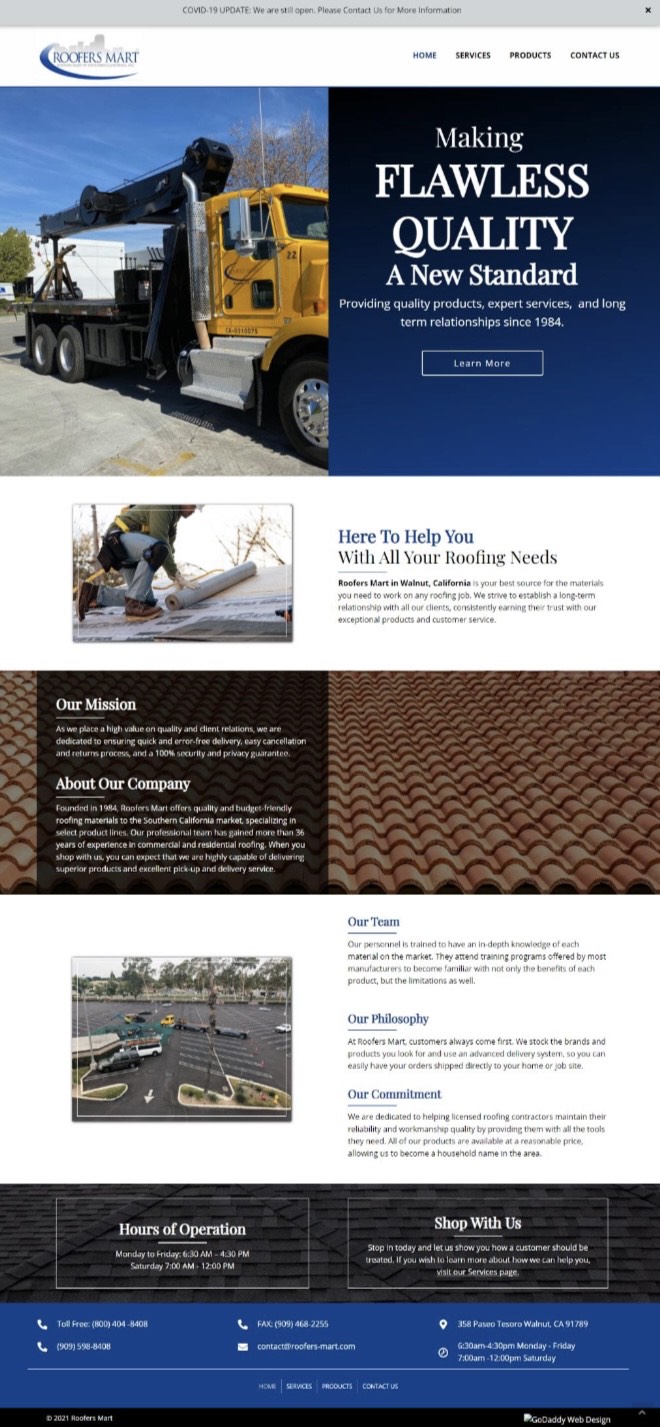 COVID-19 UPDATE: We are still open. Please Contact Us for More Information
×
ROOFERS MART
HOME SERVICES PRODUCTS CONTACT US
22
CA-0310075
Making
FLAWLESS
QUALITY
A New Standard
Providing quality products, expert services, and long
term relationships since 1984.
Learn More
Here To Help You
With All Your Roofing Needs
Roofers Mart in Walnut, California is your best source for the materials
you need to work on any roofing job. We strive to establish a long-term
relationship with all our clients, consistently earning their trust with our
exceptional products and customer service.
Our Mission
As we place a high value on quality and client relations, we are
dedicated to ensuring quick and error-free delivery, easy cancellation
and returns process, and a 100% security and privacy guarantee.
About Our Company
Founded in 1984, Roofers Mart offers quality and budget-friendly
roofing materials to the Southern California market, specializing in
select product lines. Our professional team has gained more than 36
years of experience in commercial and residential roofing. When you
shop with us, you can expect that we are highly capable of delivering
superior products and excellent pick-up and delivery service.
Our Team
Our personnel is trained to have an in-depth knowledge of each
material on the market. They attend training programs offered by most
manufacturers to become familiar with not only the benefits of each
product, but the limitations as well.
Our Philosophy
At Roofers Mart, customers always come first. We stock the brands and
products you look for and use an advanced delivery system, so you can
easily have your orders shipped directly to your home or job site.
Our Commitment
We are dedicated to helping licensed roofing contractors maintain their
reliability and workmanship quality by providing them with all the tools
they need. All of our products are available at a reasonable price,
allowing us to become a household name in the area.
Hours of Operation
Monday to Friday: 6:30 AM - 4:30 PM
Saturday 7:00 AM - 12:00 PM
Shop With Us
Stop in today and let us show you how a customer should be
treated. If you wish to learn more about how we can help you,
visit our Services page.
Toll Free: (800) 404 -8408
(909) 598-8408
FAX: (909) 468-2255
contact@roofers-mart.com
358 Paseo Tesoro Walnut, CA 91789
6:30am-4:30pm Monday - Friday
7:00am -12:00pm Saturday
HOME SERVICES PRODUCTS CONTACT US
© 2021 Roofers Mart
GoDaddy Web Design